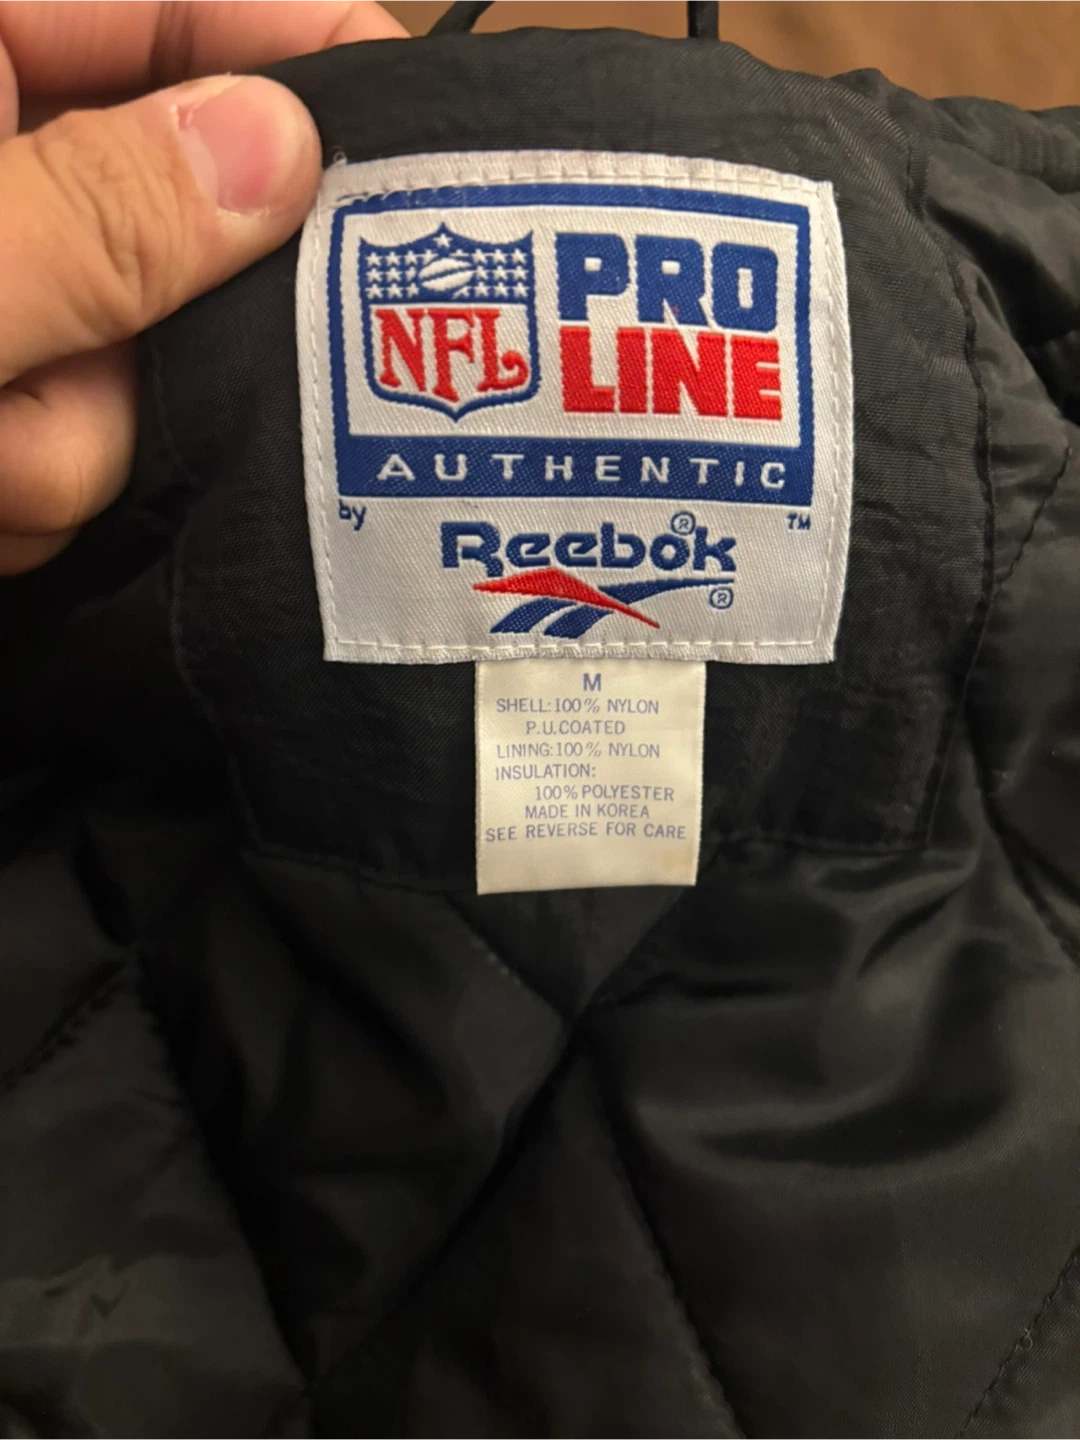 NFL
PRO
LINE
AUTHENTIC
by
TM
Reebok®
®
M
SHELL:100% NYLON
P.U.COATED
LINING:100% NYLON
INSULATION:
100% POLYESTER
MADE IN KOREA
SEE REVERSE FOR CARE